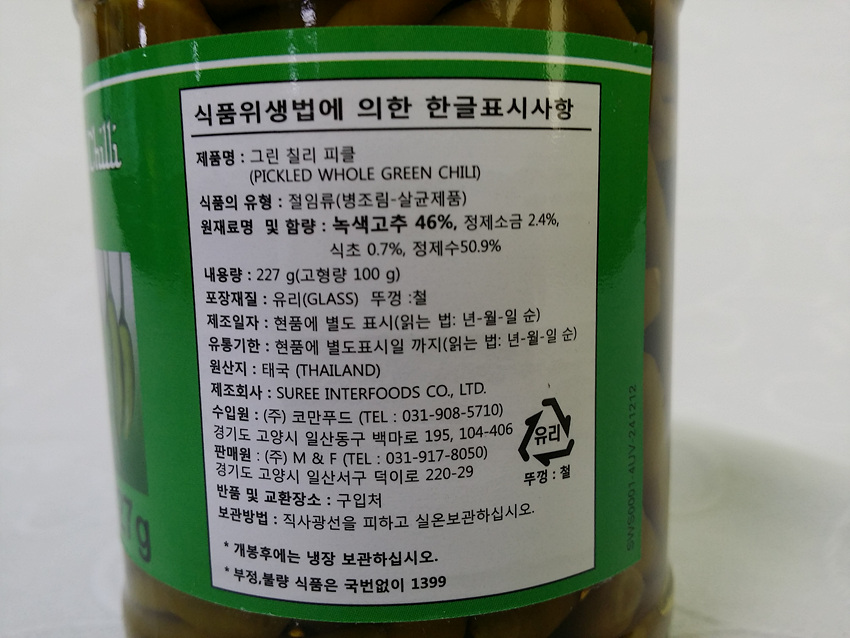 식품위생법에 의한 한글표시사항
제품명 : 그린 칠리 피클
(PICKLED WHOLE GREEN CHILI)
식품의 유형 : 절임류(병조림-살균제품)
원재료명 및 함량 : 녹색고추 46%, 정제소금 2.4%,
식초 0.7%, 정제수50.9%
내용량 : 227 g(고형량 100 g)
포장재질 : 유리(GLASS) 뚜껑 :철
제조일자 : 현품에 별도 표시(읽는 법: 년-월-일 순)
유통기한 : 현품에 별도표시일 까지(읽는 법: 년-월-일 순)
원산지 : 태국 (THAILAND)
제조회사 : SUREE INTERFOODS CO., LTD.
수입원 : (주) 코만푸드 (TEL : 031-908-5710)
경기도 고양시 일산동구 백마로 195, 104-406
판매원 : (주) M & F (TEL : 031-917-8050)
경기도 고양시 일산서구 덕이로 220-29
반품 및 교환장소 : 구입처
보관방법 : 직사광선을 피하고 실온보관하십시오.
* 개봉후에는 냉장 보관하십시오.
* 부정,불량 식품은 국번없이 1399
유리
뚜껑 : 철
Chilli
7g
SWS0001-4UV-241212